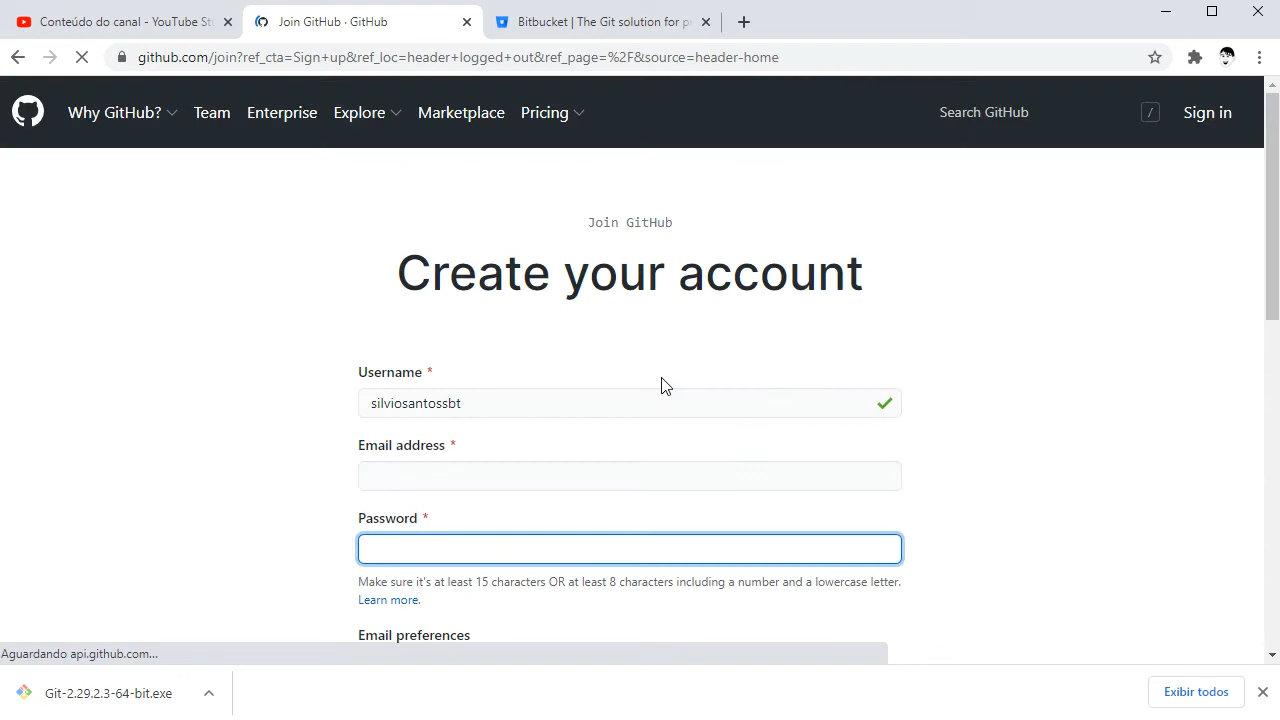 Conteúdo do canal - YouTube St
Join GitHub · GitHub
Bitbucket | The Git solution for p
github.com/join?ref_cta=Sign+up&ref_loc=header+logged+out&ref_page=%2F&source=header-home
Why GitHub?
Team
Enterprise
Explore
Marketplace
Pricing
Search GitHub
/
Sign in
Join GitHub
Create your account
Username *
silviosantossbt
Email address *
Password *
Make sure it's at least 15 characters OR at least 8 characters including a number and a lowercase letter.
Learn more.
Email preferences
Aguardando api.github.com...
Git-2.29.2.3-64-bit.exe
Exibir todos